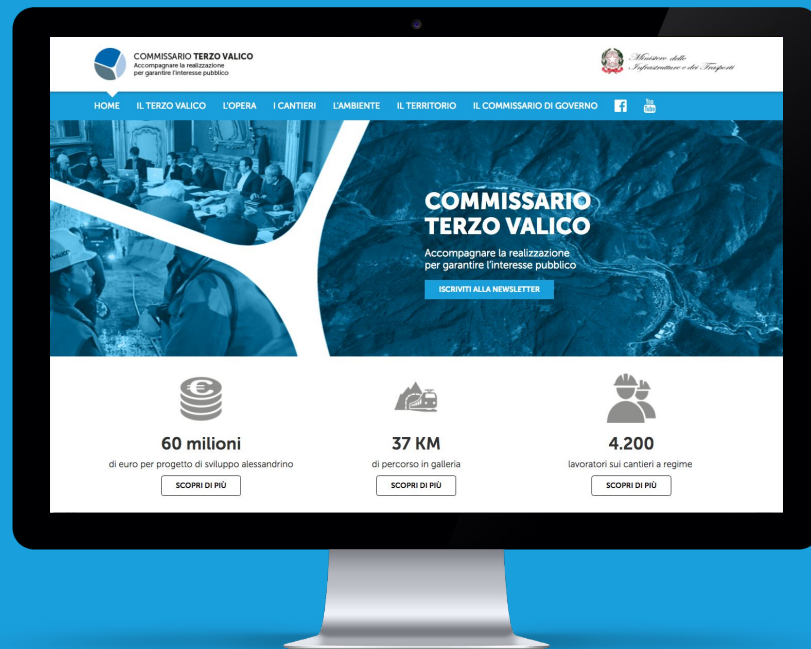 COMMISSARIO TERZO VALICO
Accompagnare la realizzazione
per garantire l'interesse pubblico
Ministero delle
Infrastrutture e dei Trasporti
HOME IL TERZO VALICO L'OPERA I CANTIERI L'AMBIENTE IL TERRITORIO IL COMMISSARIO DI GOVERNO f You Tube
COMMISSARIO
TERZO VALICO
Accompagnare la realizzazione
per garantire l'interesse pubblico
ISCRIVITI ALLA NEWSLETTER
60 milioni
di euro per progetto di sviluppo alessandrino
SCOPRI DI PIÙ
37 KM
di percorso in galleria
SCOPRI DI PIÙ
4.200
lavoratori sui cantieri a regime
SCOPRI DI PIÙ